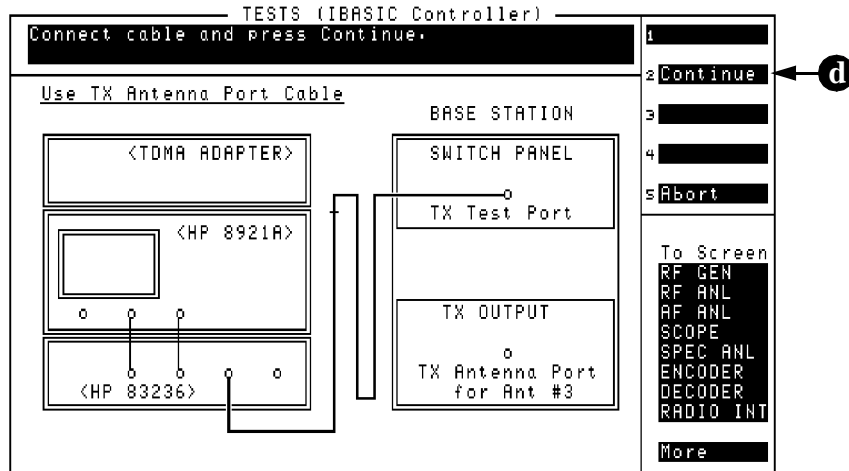 TESTS (IBASIC Controller)
Connect cable and press Continue.
Use TX Antenna Port Cable
<TDMA ADAPTER>
<HP 8921A>
<HP 83236>
BASE STATION
SWITCH PANEL
TX Test Port
TX OUTPUT
TX Antenna Port
for Ant #3
1
2 Continue
3
4
5 Abort
d
To Screen
RF GEN
RF ANL
AF ANL
SCOPE
SPEC ANL
ENCODER
DECODER
RADIO INT
More